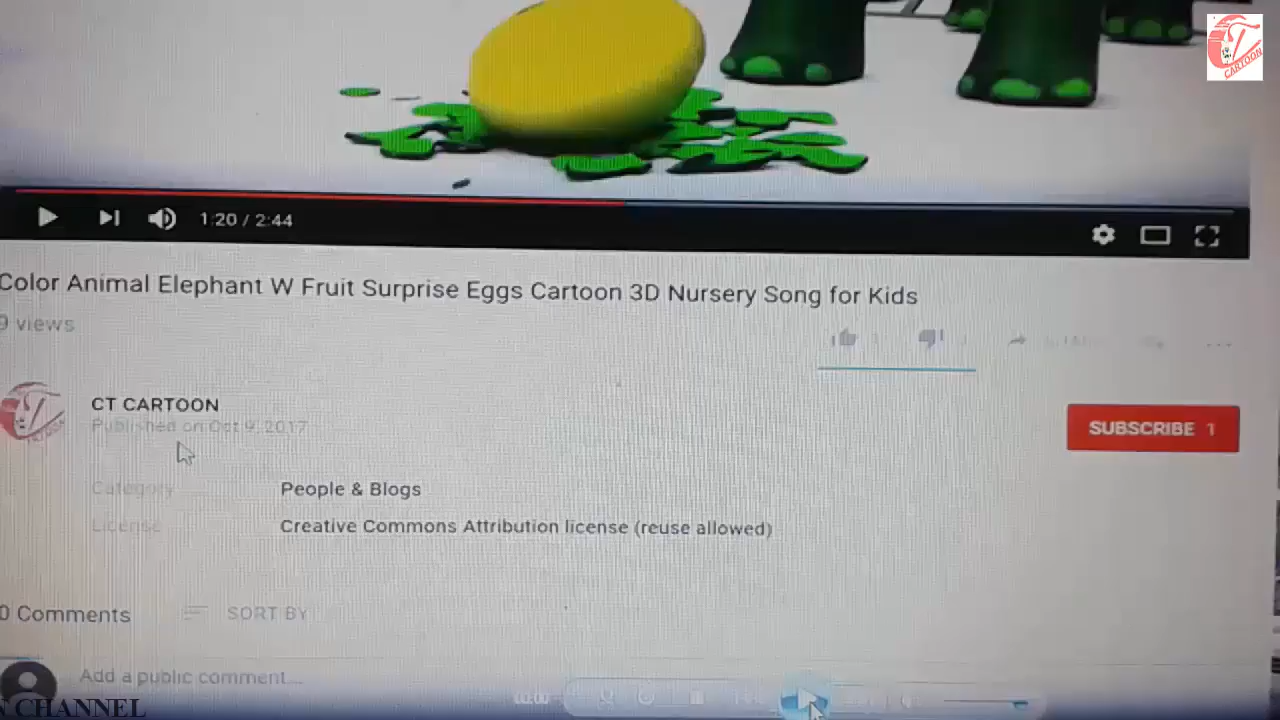 CARTOON
1:20 / 2:44
Color Animal Elephant W Fruit Surprise Eggs Cartoon 3D Nursery Song for Kids
9 views
CT CARTOON
Published on Oct 9, 2017
SUBSCRIBE 1
Category People & Blogs
License Creative Commons Attribution license (reuse allowed)
0 Comments SORT BY
Add a public comment...
CHANNEL